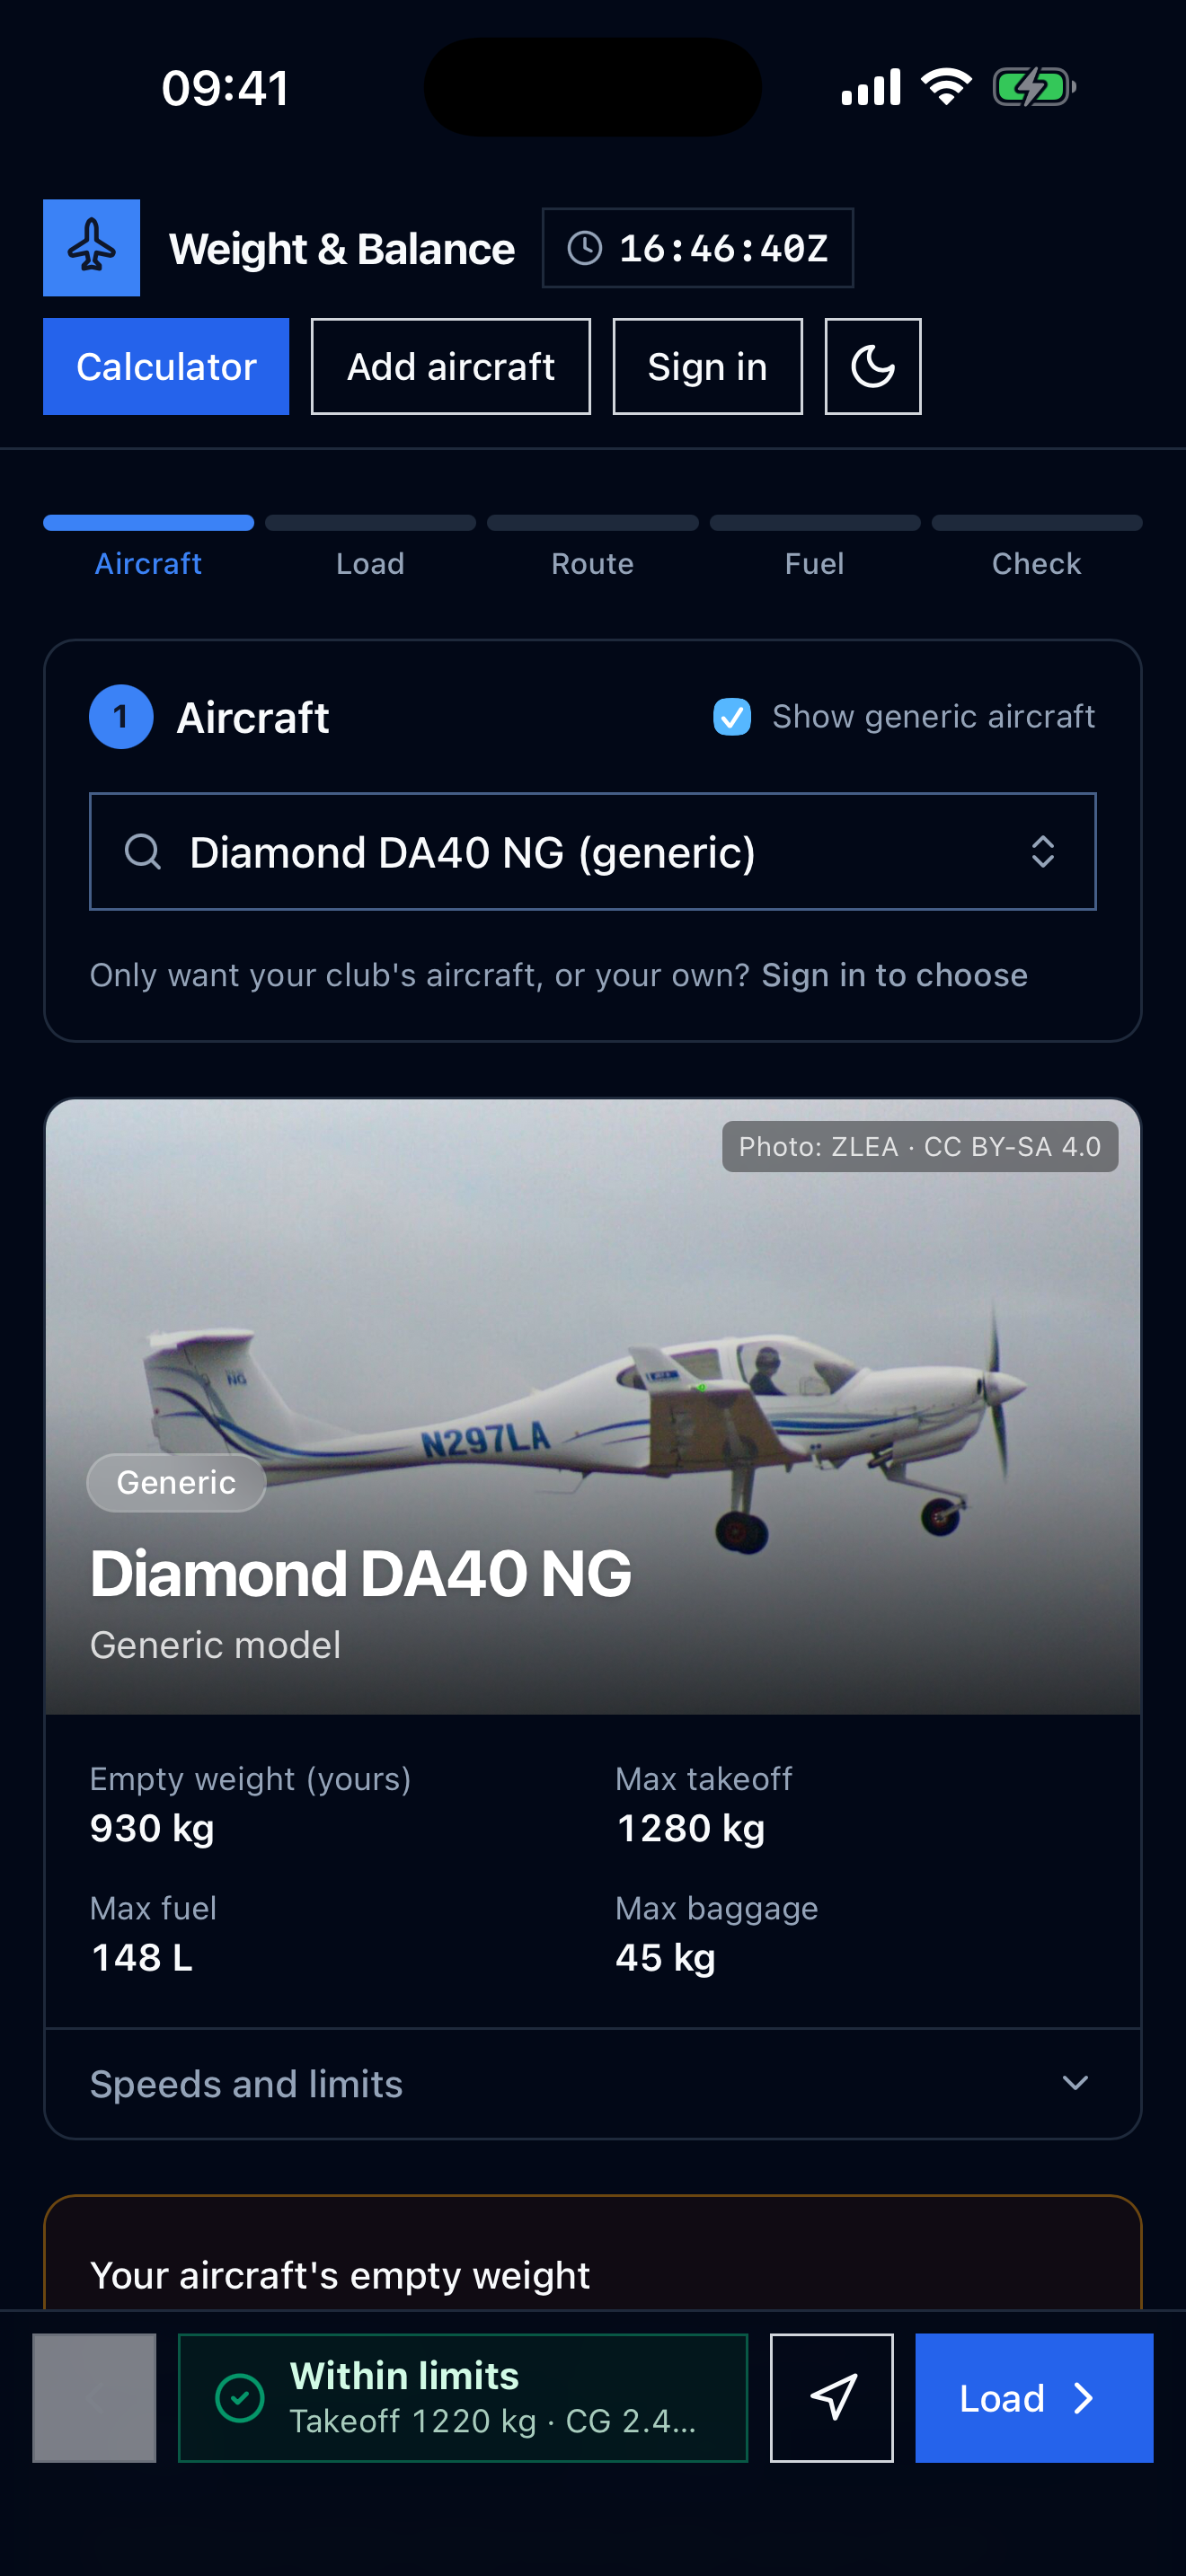 09:41
Weight & Balance
16:46:40Z
Calculator
Add aircraft
Sign in
Aircraft
Load
Route
Fuel
Check
1
Aircraft
Show generic aircraft
Diamond DA40 NG (generic)
Only want your club's aircraft, or your own? Sign in to choose
Photo: ZLEA · CC BY-SA 4.0
NG
N297LA
Generic
Diamond DA40 NG
Generic model
Empty weight (yours)
930 kg
Max takeoff
1280 kg
Max fuel
148 L
Max baggage
45 kg
Speeds and limits
Your aircraft's empty weight
Within limits
Takeoff 1220 kg · CG 2.4...
Load